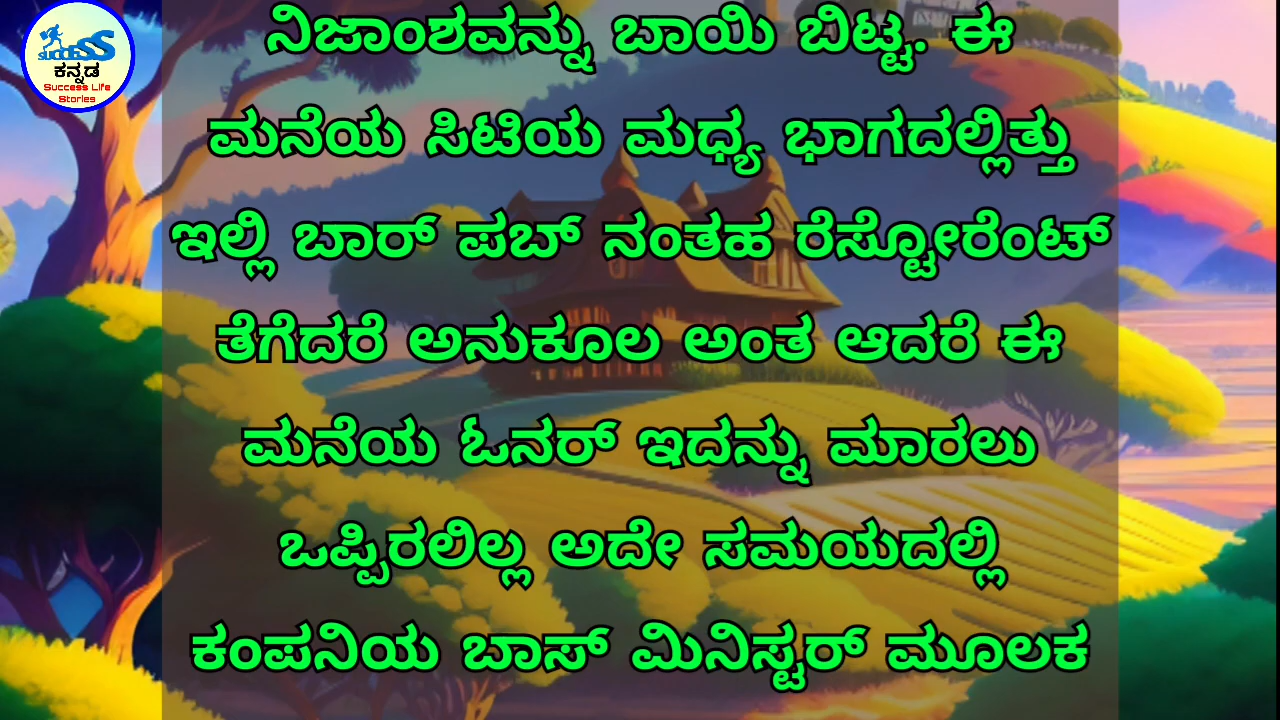 SUCCESS
ಕನ್ನಡ
Success Life
Stories
ನಿಜಾಂಶವನ್ನು ಬಾಯಿ ಬಿಟ್ಟ. ಈ
ಮನೆಯ ಸಿಟಿಯ ಮಧ್ಯ ಭಾಗದಲ್ಲಿತ್ತು
ಇಲ್ಲಿ ಬಾರ್ ಪಬ್ ನಂತಹ ರೆಸ್ಟೋರೆಂಟ್
ತೆಗೆದರೆ ಅನುಕೂಲ ಅಂತ ಆದರೆ ಈ
ಮನೆಯ ಓನರ್ ಇದನ್ನು ಮಾರಲು
ಒಪ್ಪಿರಲಿಲ್ಲ ಅದೇ ಸಮಯದಲ್ಲಿ
ಕಂಪನಿಯ ಬಾಸ್ ಮಿನಿಸ್ಟರ್ ಮೂಲಕ